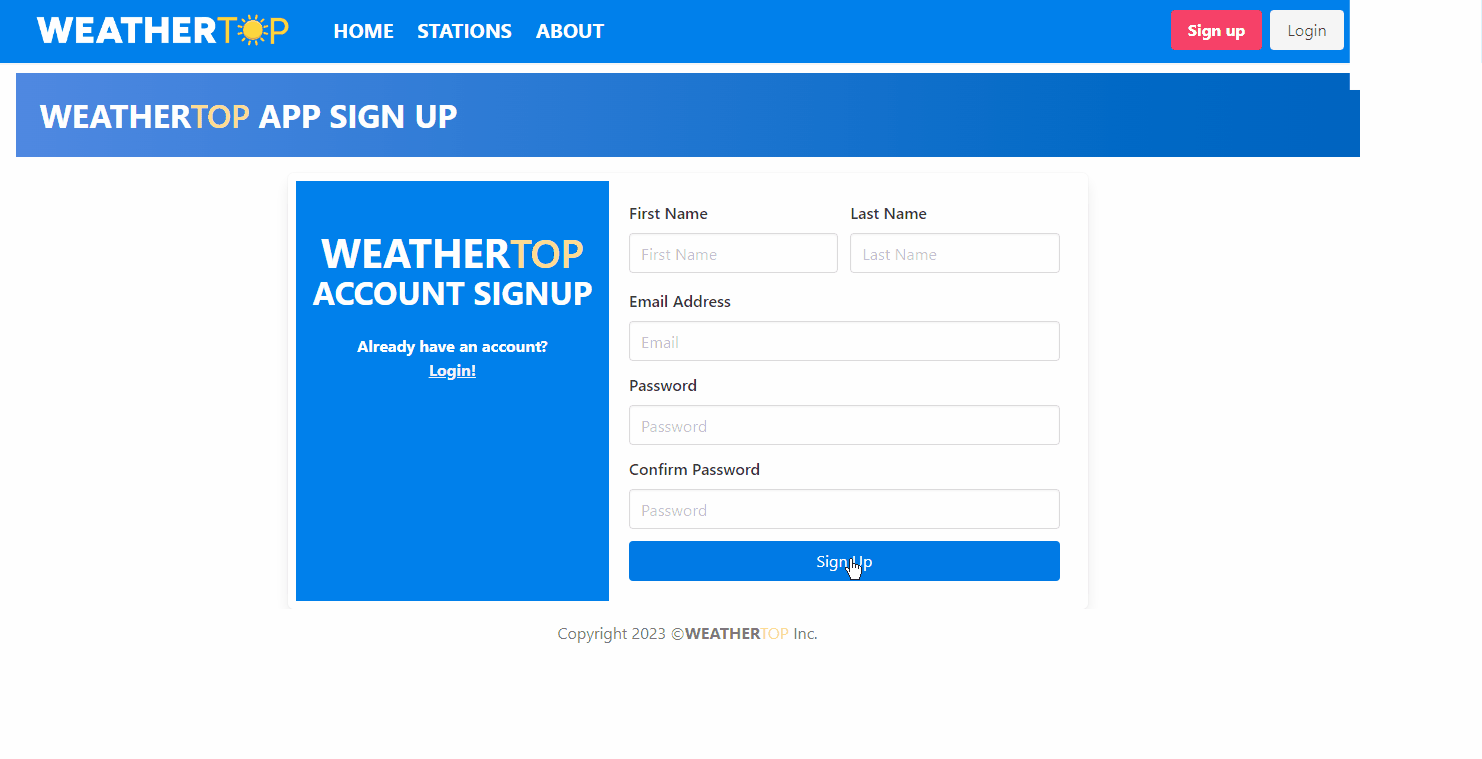 WEATHERTOP HOME STATIONS ABOUT Sign up Login
WEATHERTOP APP SIGN UP
WEATHERTOP
ACCOUNT SIGNUP
Already have an account?
Login!
First Name Last Name
First Name Last Name
Email Address
Email
Password
Password
Confirm Password
Password
Sign Up
Copyright 2023 ©WEATHERTOP Inc.